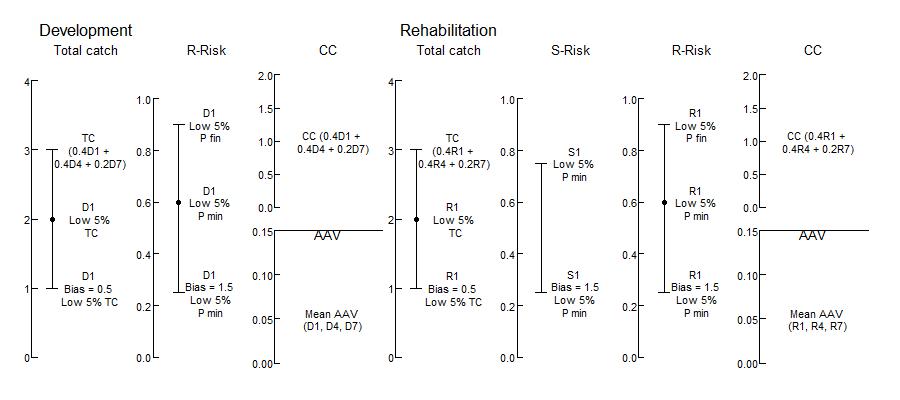 Development
Total catch
R-Risk
CC
4
3
2
1
0
TC
(0.4D1 +
0.4D4 + 0.2D7)
D1
Low 5%
TC
D1
Bias = 0.5
Low 5% TC
1.0
0.8
0.6
0.4
0.2
0.0
D1
Low 5%
P fin
D1
Low 5%
P min
D1
Bias = 1.5
Low 5%
P min
2.0
1.5
1.0
0.5
0.0
CC (0.4D1 +
0.4D4 + 0.2D7)
AAV
0.15
0.10
0.05
0.00
Mean AAV
(D1, D4, D7)
Rehabilitation
Total catch
S-Risk
R-Risk
CC
4
3
2
1
0
TC
(0.4R1 +
0.4R4 + 0.2R7)
R1
Low 5%
TC
R1
Bias = 0.5
Low 5% TC
1.0
0.8
0.6
0.4
0.2
0.0
S1
Low 5%
P min
S1
Bias = 1.5
Low 5%
P min
1.0
0.8
0.6
0.4
0.2
0.0
R1
Low 5%
P fin
R1
Low 5%
P min
R1
Bias = 1.5
Low 5%
P min
2.0
1.5
1.0
0.5
0.0
CC (0.4R1 +
0.4R4 + 0.2R7)
AAV
0.15
0.10
0.05
0.00
Mean AAV
(R1, R4, R7)